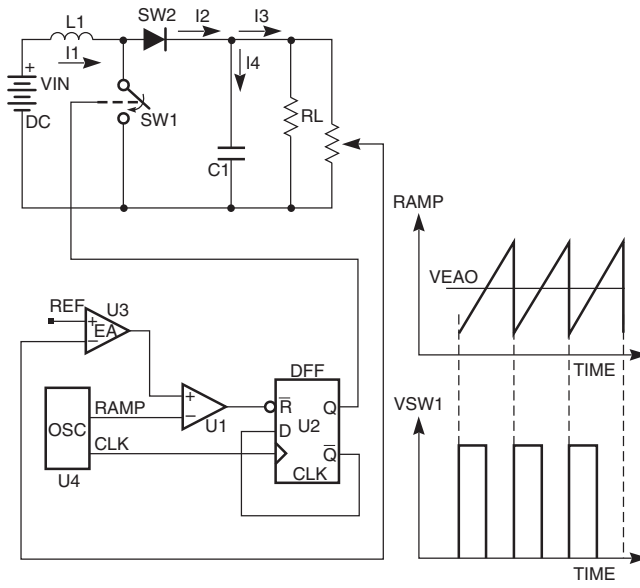 L1
SW2
I2
I3
I1
I4
+
VIN
DC
SW1
RL
C1
RAMP
VEAO
TIME
REF
U3
+
EA
−
DFF
+
−
U1
R
Q
D
U2
Q
CLK
OSC
RAMP
CLK
U4
VSW1
TIME